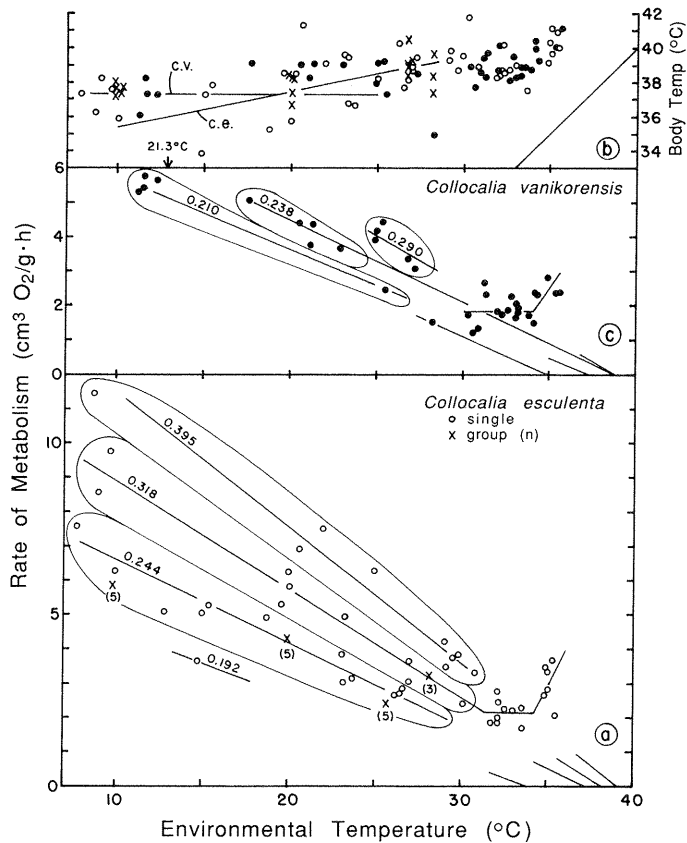 42
40
38
36
34
Body Temp (°C)
c.v.
c.e.
21.3°C
b
6
4
2
0
Collocalia vanikorensis
0.210
0.238
0.290
c
Rate of Metabolism (cm³ O₂/g·h)
10
5
0
Collocalia esculenta
o single
x group (n)
0.395
0.318
0.244
0.192
(5)
(5)
(3)
(5)
a
10 20 30 40
Environmental Temperature (°C)